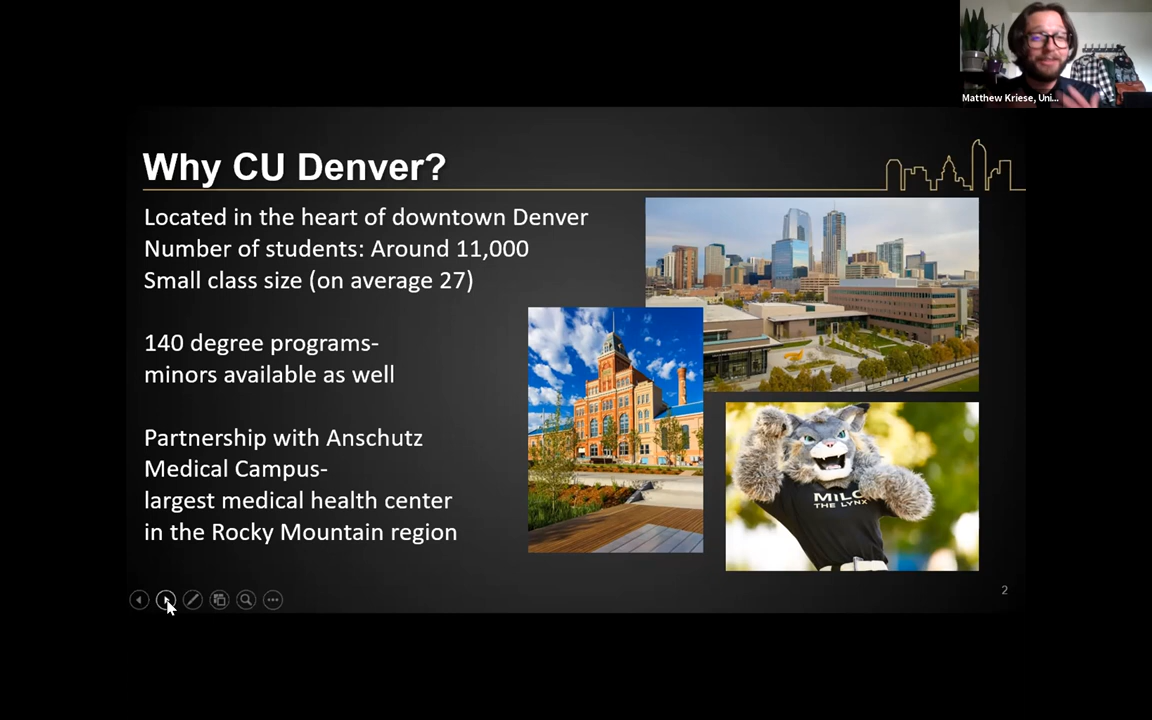 Matthew Kriese, Uni...
Why CU Denver?
Located in the heart of downtown Denver
Number of students: Around 11,000
Small class size (on average 27)
140 degree programs-
minors available as well
Partnership with Anschutz
Medical Campus-
largest medical health center
in the Rocky Mountain region
MILO
THE LYNX
2